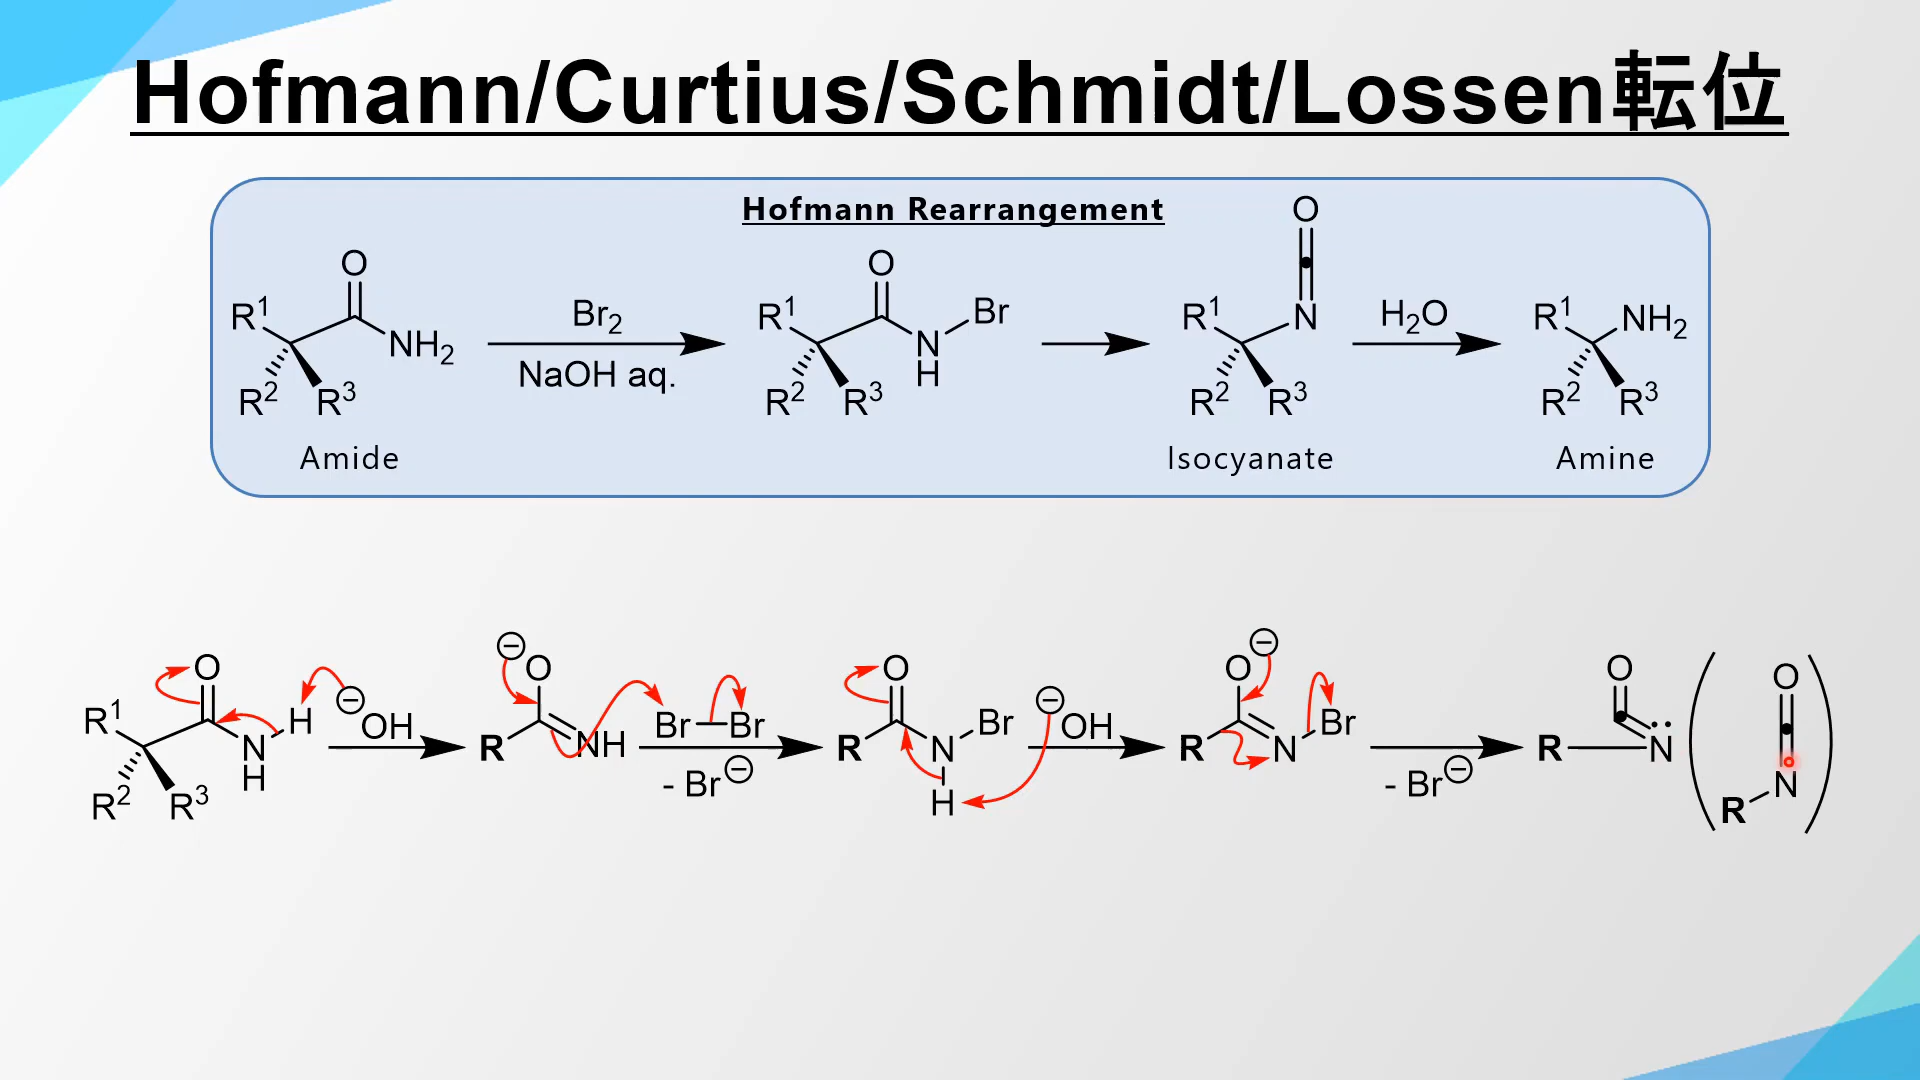 Hofmann/Curtius/Schmidt/Lossen転位
Hofmann Rearrangement
O R¹ R² R³ NH₂
Br₂
NaOH aq.
O R¹ R² R³ N H Br
O N R¹ R² R³
H₂O
R¹ R² R³ NH₂
Amide
Isocyanate
Amine
O R¹ R² R³ N H H
⊖OH
⊖ O R NH
Br Br
- Br⊖
O R N H Br
⊖OH
⊖ O R N Br
- Br⊖
O R N
( O N R )